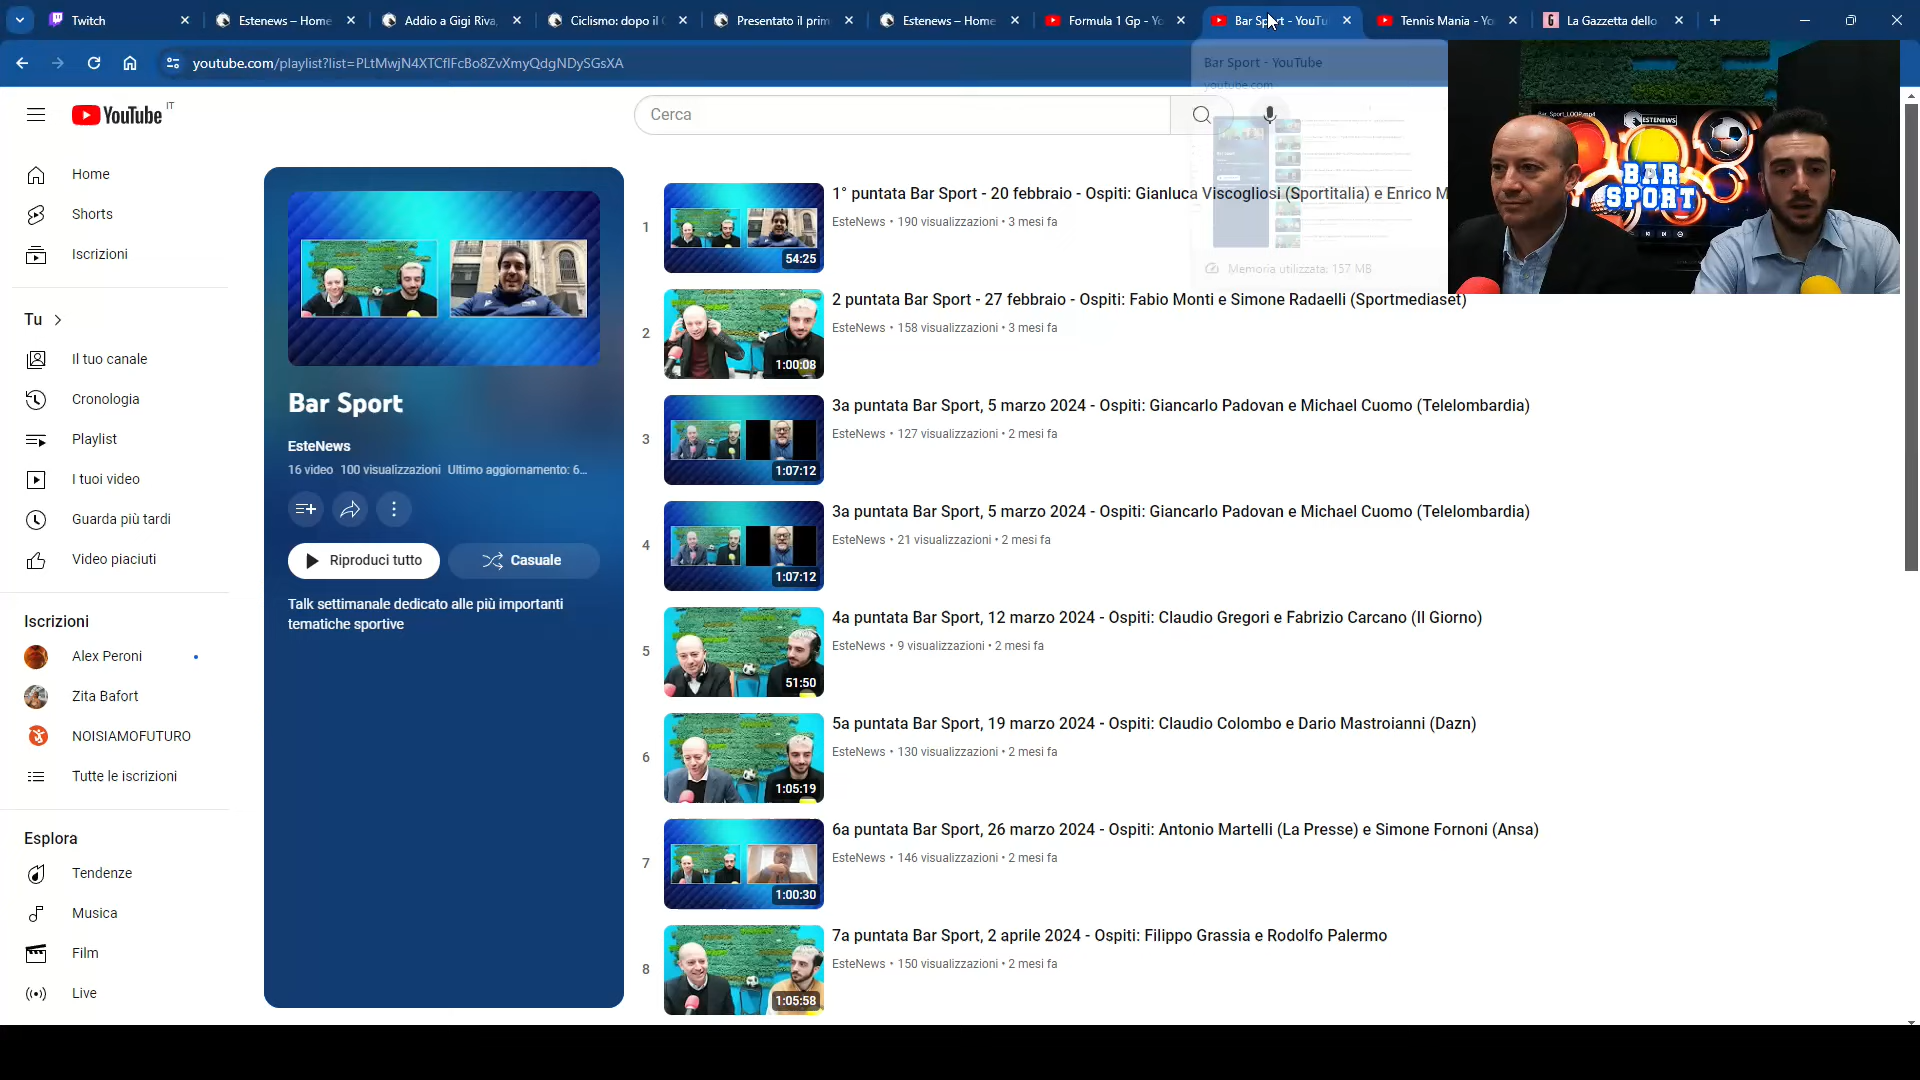 Twitch
Estenews – Home
Addio a Gigi Riva,
Ciclismo: dopo il
Presentato il prim
Estenews – Home
Formula 1 Gp - Yo
Bar Sport - YouTu
Tennis Mania - Yo
La Gazzetta dello
youtube.com/playlist?list=PLtMwjN4XTCflFcBo8ZvXmyQdgNDySGsXA
Bar Sport - YouTube
youtube.com
Memoria utilizzata: 157 MB
YouTube IT
Cerca
Home
Shorts
Iscrizioni
Tu
Il tuo canale
Cronologia
Playlist
I tuoi video
Guarda più tardi
Video piaciuti
Iscrizioni
Alex Peroni
Zita Bafort
NOISIAMOFUTURO
Tutte le iscrizioni
Esplora
Tendenze
Musica
Film
Live
Bar Sport
EsteNews
16 video 100 visualizzazioni Ultimo aggiornamento: 6...
Riproduci tutto
Casuale
Talk settimanale dedicato alle più importanti
tematiche sportive
1
54:25
1° puntata Bar Sport - 20 febbraio - Ospiti: Gianluca Viscogliosi (Sportitalia) e Enrico M
EsteNews • 190 visualizzazioni • 3 mesi fa
2
1:00:08
2 puntata Bar Sport - 27 febbraio - Ospiti: Fabio Monti e Simone Radaelli (Sportmediaset)
EsteNews • 158 visualizzazioni • 3 mesi fa
3
1:07:12
3a puntata Bar Sport, 5 marzo 2024 - Ospiti: Giancarlo Padovan e Michael Cuomo (Telelombardia)
EsteNews • 127 visualizzazioni • 2 mesi fa
4
1:07:12
3a puntata Bar Sport, 5 marzo 2024 - Ospiti: Giancarlo Padovan e Michael Cuomo (Telelombardia)
EsteNews • 21 visualizzazioni • 2 mesi fa
5
51:50
4a puntata Bar Sport, 12 marzo 2024 - Ospiti: Claudio Gregori e Fabrizio Carcano (Il Giorno)
EsteNews • 9 visualizzazioni • 2 mesi fa
6
1:05:19
5a puntata Bar Sport, 19 marzo 2024 - Ospiti: Claudio Colombo e Dario Mastroianni (Dazn)
EsteNews • 130 visualizzazioni • 2 mesi fa
7
1:00:30
6a puntata Bar Sport, 26 marzo 2024 - Ospiti: Antonio Martelli (La Presse) e Simone Fornoni (Ansa)
EsteNews • 146 visualizzazioni • 2 mesi fa
8
1:05:58
7a puntata Bar Sport, 2 aprile 2024 - Ospiti: Filippo Grassia e Rodolfo Palermo
EsteNews • 150 visualizzazioni • 2 mesi fa
Bar_Sport_LOOP.mp4
ESTENEWS
BAR
SPORT